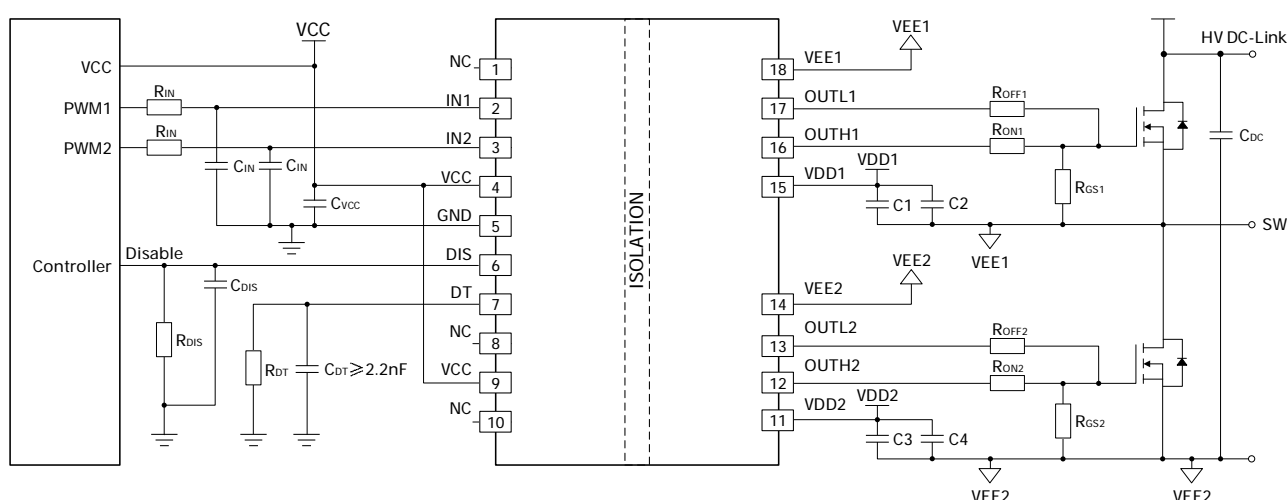 VCC
VEE1
HV DC-Link
VCC
NC
1
18
VEE1
PWM1
RIN
IN1
2
17
OUTL1
ROFF1
PWM2
RIN
IN2
3
16
OUTH1
RON1
CDC
CIN
CIN
VCC
4
15
VDD1
VDD1
RGS1
CVCC
C1
C2
GND
5
SW
ISOLATION
VEE1
Controller
Disable
DIS
6
VEE2
CDIS
DT
7
14
VEE2
RDIS
NC
8
13
OUTL2
ROFF2
RDT
CDT⩾2.2nF
VCC
9
12
OUTH2
RON2
NC
10
11
VDD2
VDD2
RGS2
C3
C4
VEE2
VEE2